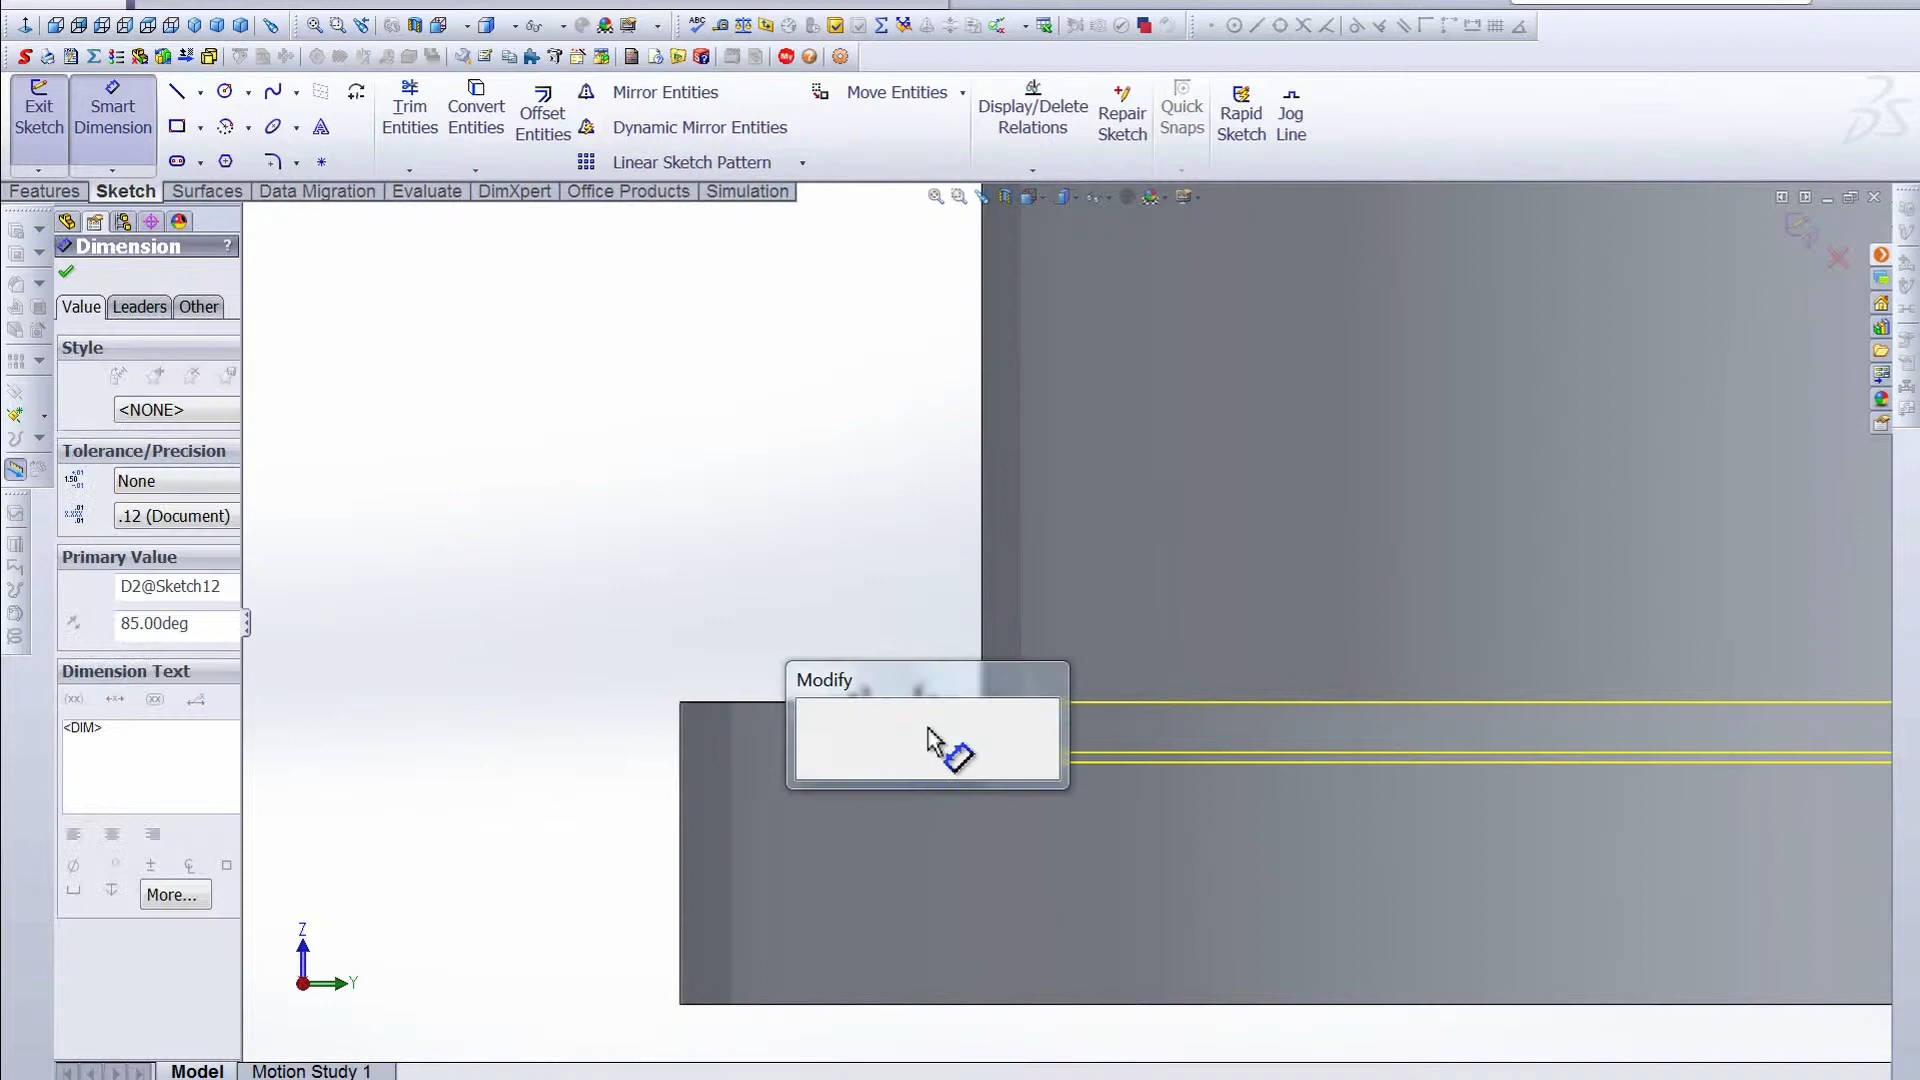 ABC
Exit
Sketch
Smart
Dimension
Trim
Entities
Convert
Entities
Offset
Entities
Mirror Entities
Dynamic Mirror Entities
Linear Sketch Pattern
Move Entities
Display/Delete
Relations
Repair
Sketch
Quick
Snaps
Rapid
Sketch
Jog
Line
Features
Sketch
Surfaces
Data Migration
Evaluate
DimXpert
Office Products
Simulation
Dimension ?
Value
Leaders
Other
Style
<NONE>
Tolerance/Precision
None
.12 (Document)
Primary Value
D2@Sketch12
85.00deg
Dimension Text
<DIM>
More...
Modify
Z
Y
Model
Motion Study 1